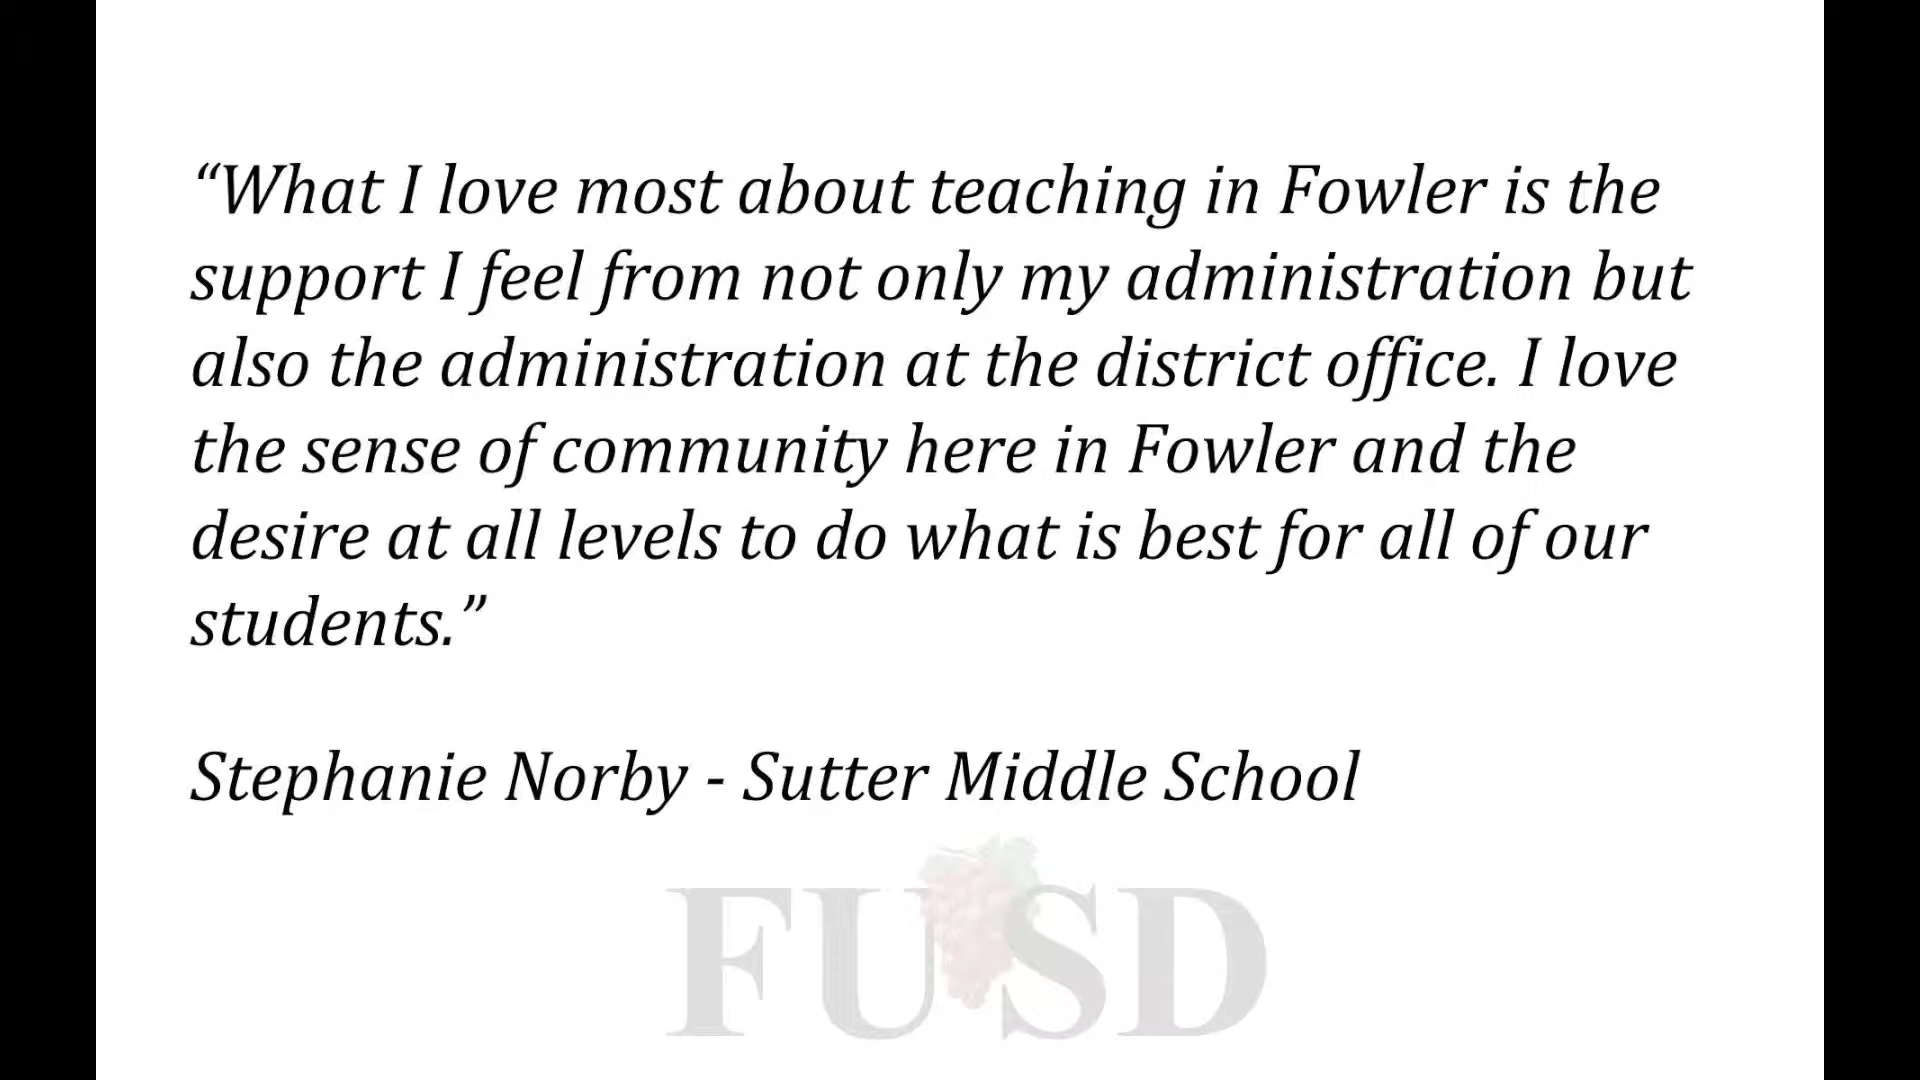 “What I love most about teaching in Fowler is the
support I feel from not only my administration but
also the administration at the district office. I love
the sense of community here in Fowler and the
desire at all levels to do what is best for all of our
students.”
Stephanie Norby - Sutter Middle School
FUSD